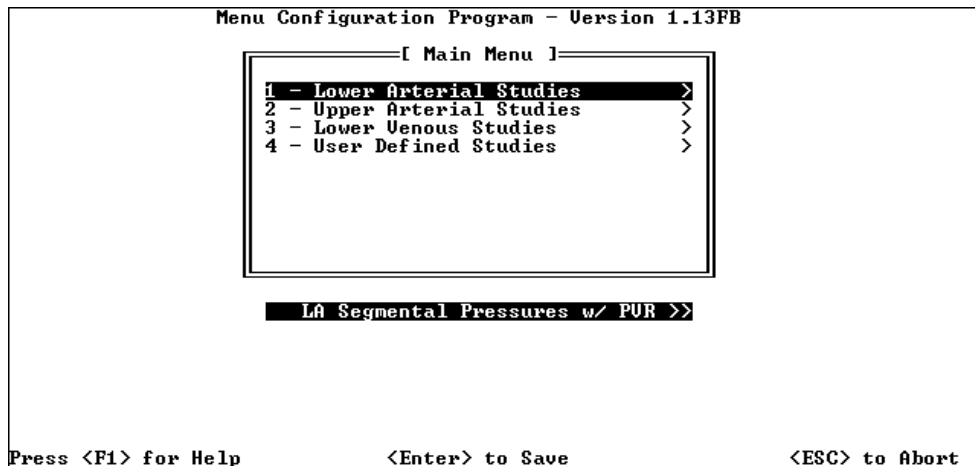 Menu Configuration Program - Version 1.13FB
[ Main Menu ]
1 - Lower Arterial Studies >
2 - Upper Arterial Studies >
3 - Lower Venous Studies >
4 - User Defined Studies >
LA Segmental Pressures w/ PVR >>
Press <F1> for Help <Enter> to Save <ESC> to Abort